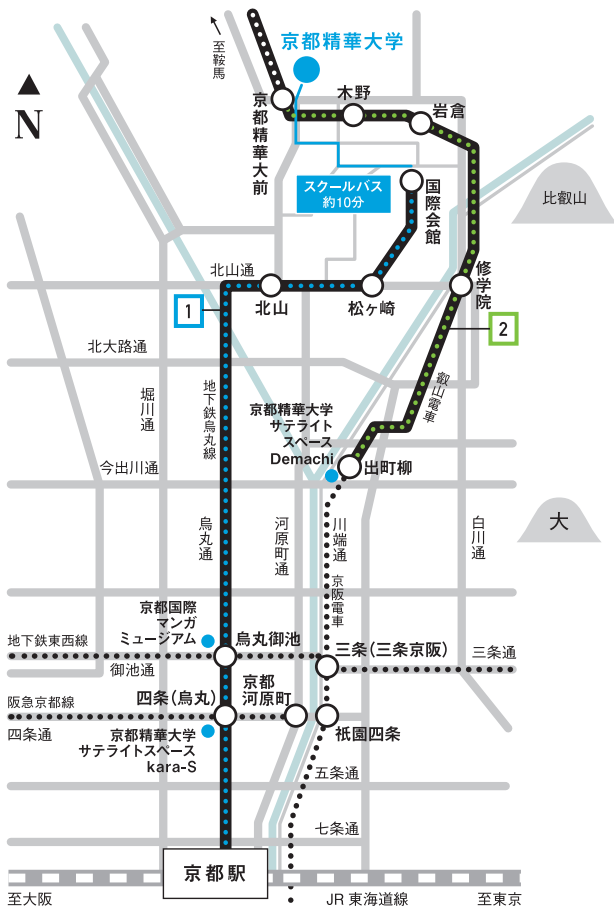 京都精華大学
至鞍馬
N
木野
岩倉
京都精華大前
スクールバス
約10分
国際会館
比叡山
北山通
北山
松ヶ崎
修学院
1
2
北大路通
堀川通
地下鉄烏丸線
叡山電車
京都精華大学
サテライト
スペース
Demachi
出町柳
今出川通
烏丸通
河原町通
川端通
京阪電車
白川通
大
京都国際
マンガ
ミュージアム
地下鉄東西線
烏丸御池
三条(三条京阪)
三条通
御池通
阪急京都線
四条(烏丸)
京都
河原町
四条通
京都精華大学
サテライトスペース
kara-S
祇園四条
五条通
七条通
京都駅
至大阪
JR 東海道線
至東京